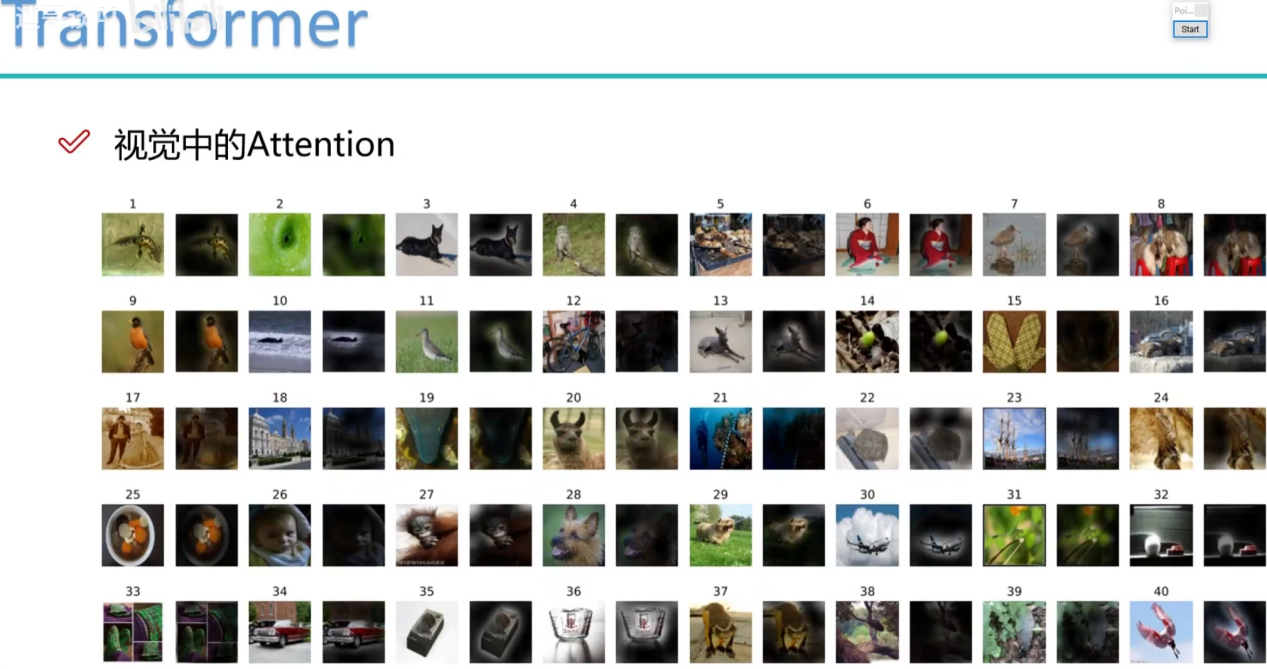 Transformer
Poi...
Start
视觉中的Attention
1 2 3 4 5 6 7 8
9 10 11 12 13 14 15 16
17 18 19 20 21 22 23 24
25 26 27 28 29 30 31 32
33 34 35 36 37 38 39 40